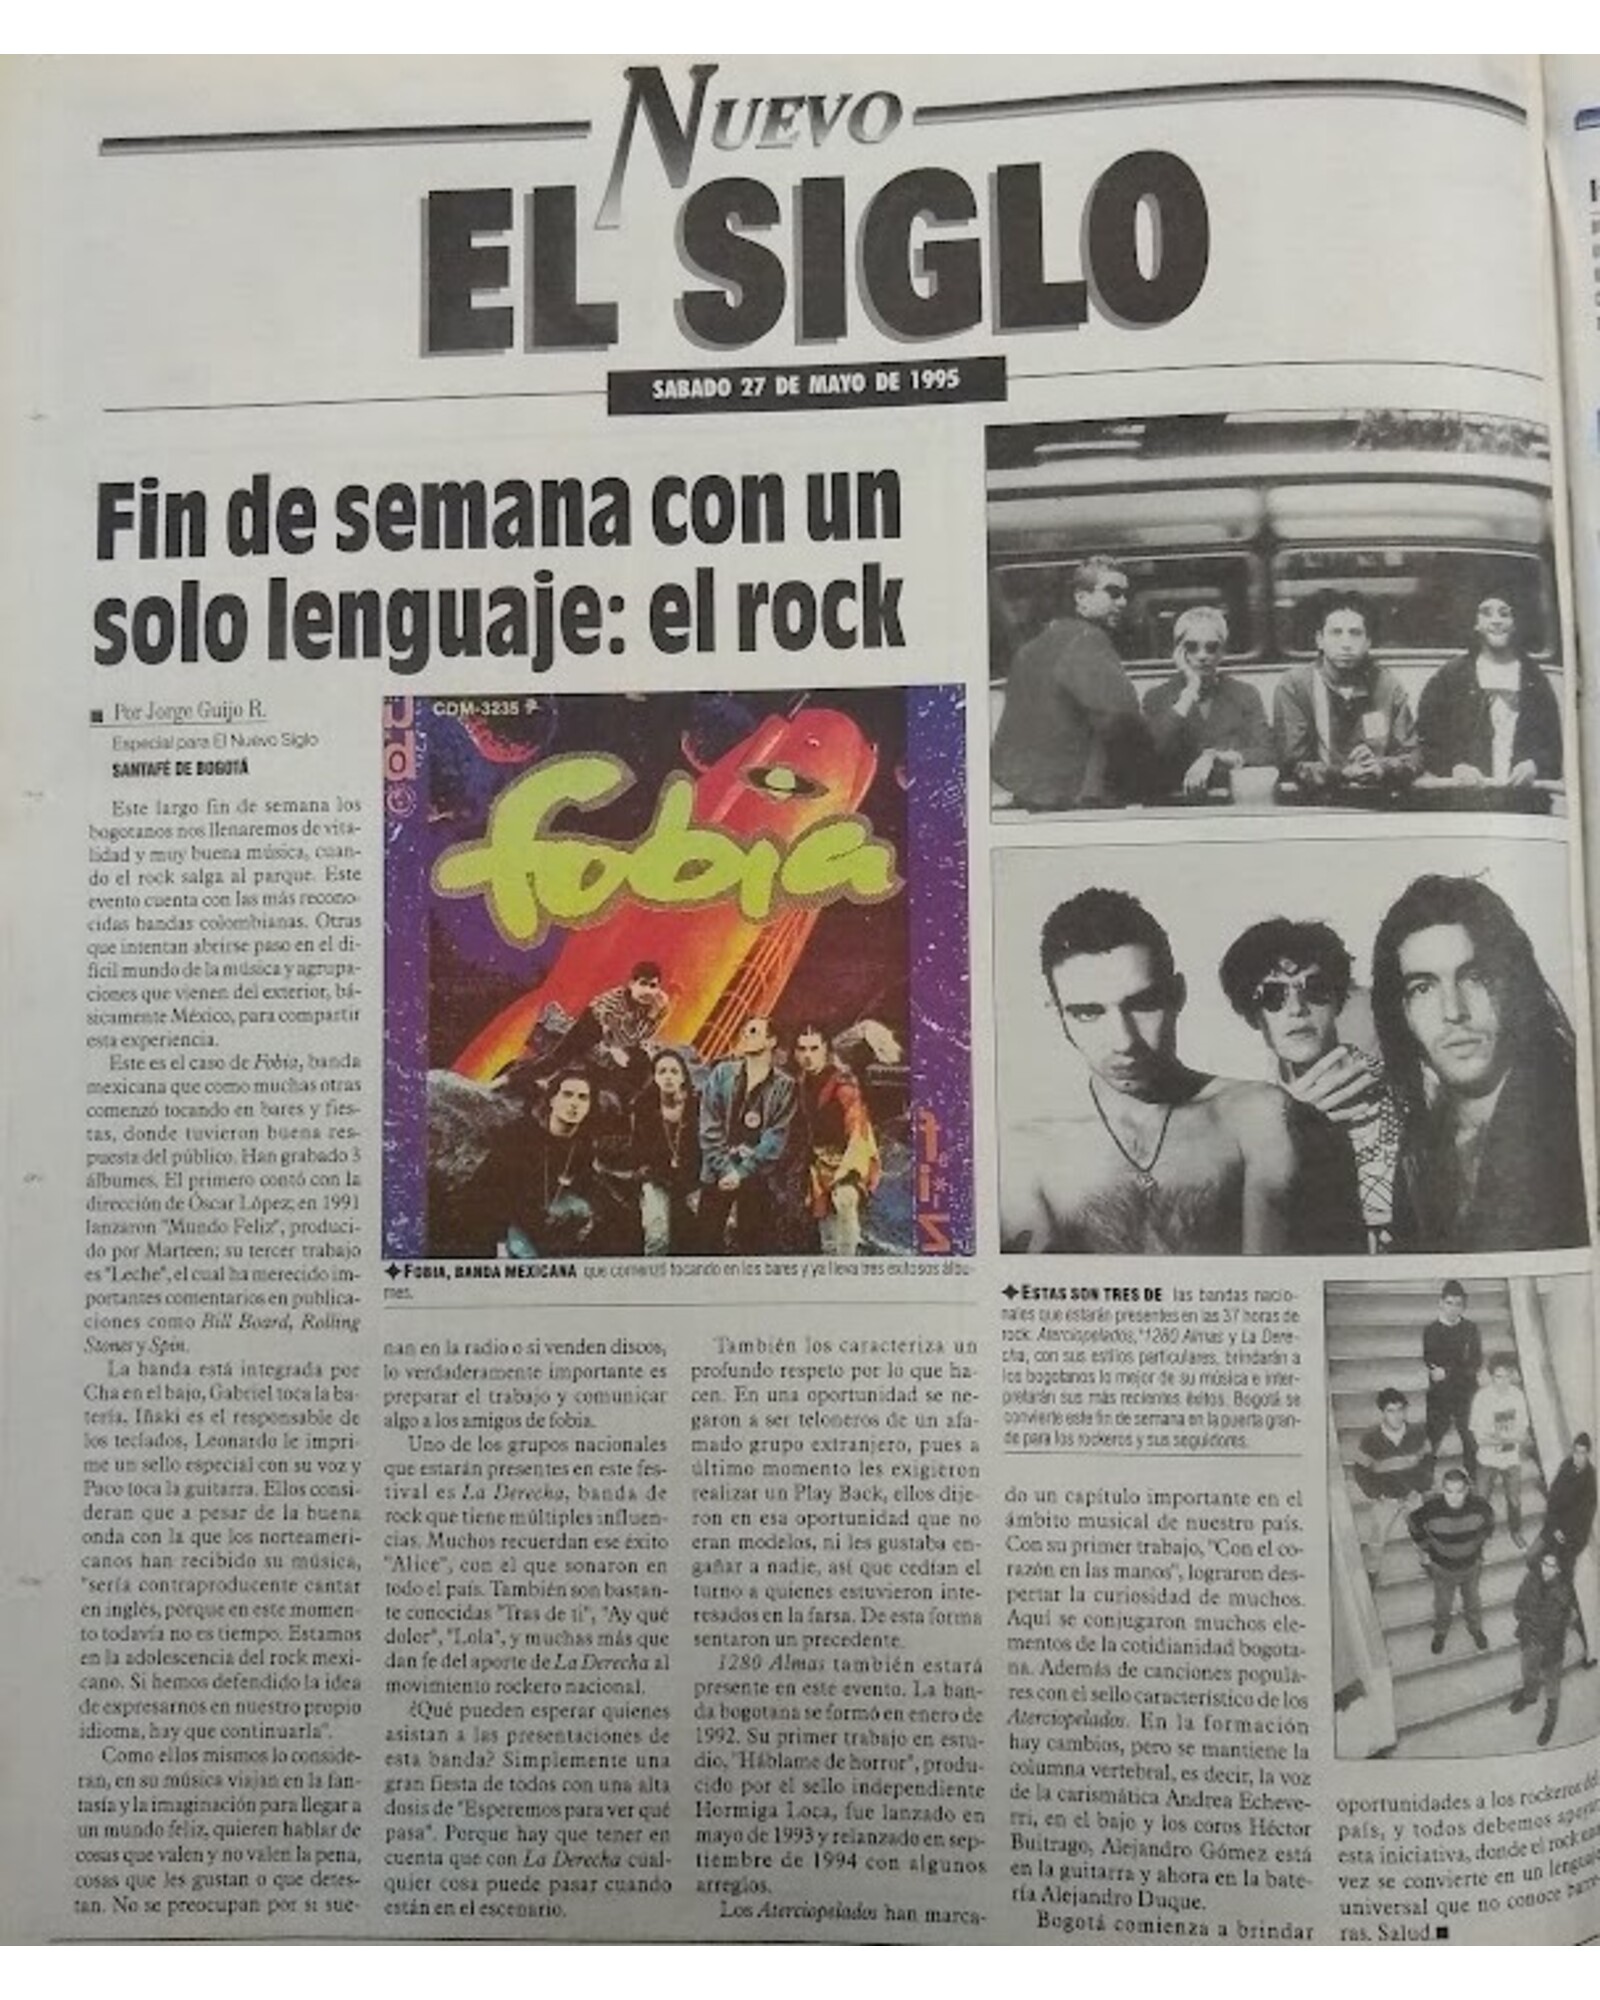 NUEVO
EL SIGLO
SABADO 27 DE MAYO DE 1995
Fin de semana con un
solo lenguaje: el rock
■ Por Jorge Guijo R.
Especial para El Nuevo Siglo
SANTAFÉ DE BOGOTÁ
Este largo fin de semana los
bogotanos nos llenaremos de vita-
lidad y muy buena música, cuan-
do el rock salga al parque. Este
evento cuenta con las más recono-
cidas bandas colombianas. Otras
que intentan abrirse paso en el di-
fícil mundo de la música y agrupa-
ciones que vienen del exterior, bá-
sicamente México, para compartir
esta experiencia.
Este es el caso de Fobia, banda
mexicana que como muchas otras
comenzó tocando en bares y fies-
tas, donde tuvieron buena res-
puesta del público. Han grabado 3
álbumes. El primero contó con la
dirección de Óscar López; en 1991
lanzaron "Mundo Feliz", produci-
do por Marteen; su tercer trabajo
es "Leche", el cual ha merecido im-
portantes comentarios en publica-
ciones como Bill Board, Rolling
Stones y Spin.
La banda está integrada por
Cha en el bajo, Gabriel toca la ba-
tería, Iñaki es el responsable de
los teclados, Leonardo le impri-
me un sello especial con su voz y
Paco toca la guitarra. Ellos consi-
deran que a pesar de la buena
onda con la que los norteameri-
canos han recibido su música,
"sería contraproducente cantar
en inglés, porque en este momen-
to todavía no es tiempo. Estamos
en la adolescencia del rock mexi-
cano. Si hemos defendido la idea
de expresarnos en nuestro propio
idioma, hay que continuarla".
Como ellos mismos lo conside-
ran, en su música viajan en la fan-
tasía y la imaginación para llegar a
un mundo feliz, quieren hablar de
cosas que valen y no valen la pena,
cosas que les gustan o que detes-
tan. No se preocupan por si sue-
CDM-3235
fobia
✦FOBIA, BANDA MEXICANA que comenzó tocando en los bares y ya lleva tres exitosos álbu-
mes.
nan en la radio o si venden discos,
lo verdaderamente importante es
preparar el trabajo y comunicar
algo a los amigos de fobia.
Uno de los grupos nacionales
que estarán presentes en este fes-
tival es La Derecha, banda de
rock que tiene múltiples influen-
cias. Muchos recuerdan ese éxito
"Alice", con el que sonaron en
todo el país. También son bastan-
te conocidas "Tras de ti", "Ay qué
dolor", "Lola", y muchas más que
dan fe del aporte de La Derecha al
movimiento rockero nacional.
¿Qué pueden esperar quienes
asistan a las presentaciones de
esta banda? Simplemente una
gran fiesta de todos con una alta
dosis de "Esperemos para ver qué
pasa". Porque hay que tener en
cuenta que con La Derecha cual-
quier cosa puede pasar cuando
están en el escenario.
También los caracteriza un
profundo respeto por lo que ha-
cen. En una oportunidad se ne-
garon a ser teloneros de un afa-
mado grupo extranjero, pues a
último momento les exigieron
realizar un Play Back, ellos dije-
ron en esa oportunidad que no
eran modelos, ni les gustaba en-
gañar a nadie, así que cedían el
turno a quienes estuvieron inte-
resados en la farsa. De esta forma
sentaron un precedente.
1280 Almas también estará
presente en este evento. La ban-
da bogotana se formó en enero de
1992. Su primer trabajo en estu-
dio, "Háblame de horror", produ-
cido por el sello independiente
Hormiga Loca, fue lanzado en
mayo de 1993 y relanzado en sep-
tiembre de 1994 con algunos
arreglos.
Los Aterciopelados han marca-
✦ESTAS SON TRES DE las bandas nacio-
nales que estarán presentes en las 37 horas de
rock. Aterciopelados, 1280 Almas y La Dere-
cha, con sus estilos particulares, brindarán a
los bogotanos lo mejor de su música e inter-
pretarán sus más recientes éxitos. Bogotá se
convierte este fin de semana en la puerta gran-
de para los rockeros y sus seguidores.
do un capítulo importante en el
ámbito musical de nuestro país.
Con su primer trabajo, "Con el co-
razón en las manos", lograron des-
pertar la curiosidad de muchos.
Aquí se conjugaron muchos ele-
mentos de la cotidianidad bogota-
na. Además de canciones popula-
res con el sello característico de los
Aterciopelados. En la formación
hay cambios, pero se mantiene la
columna vertebral, es decir, la voz
de la carismática Andrea Echeve-
rri, en el bajo y los coros Héctor
Buitrago, Alejandro Gómez está
en la guitarra y ahora en la bate-
ría Alejandro Duque.
Bogotá comienza a brindar
oportunidades a los rockeros del
país, y todos debemos apoyar
esta iniciativa, donde el rock
vez se convierte en un lenguaje
universal que no conoce barre-
ras. Salud.■